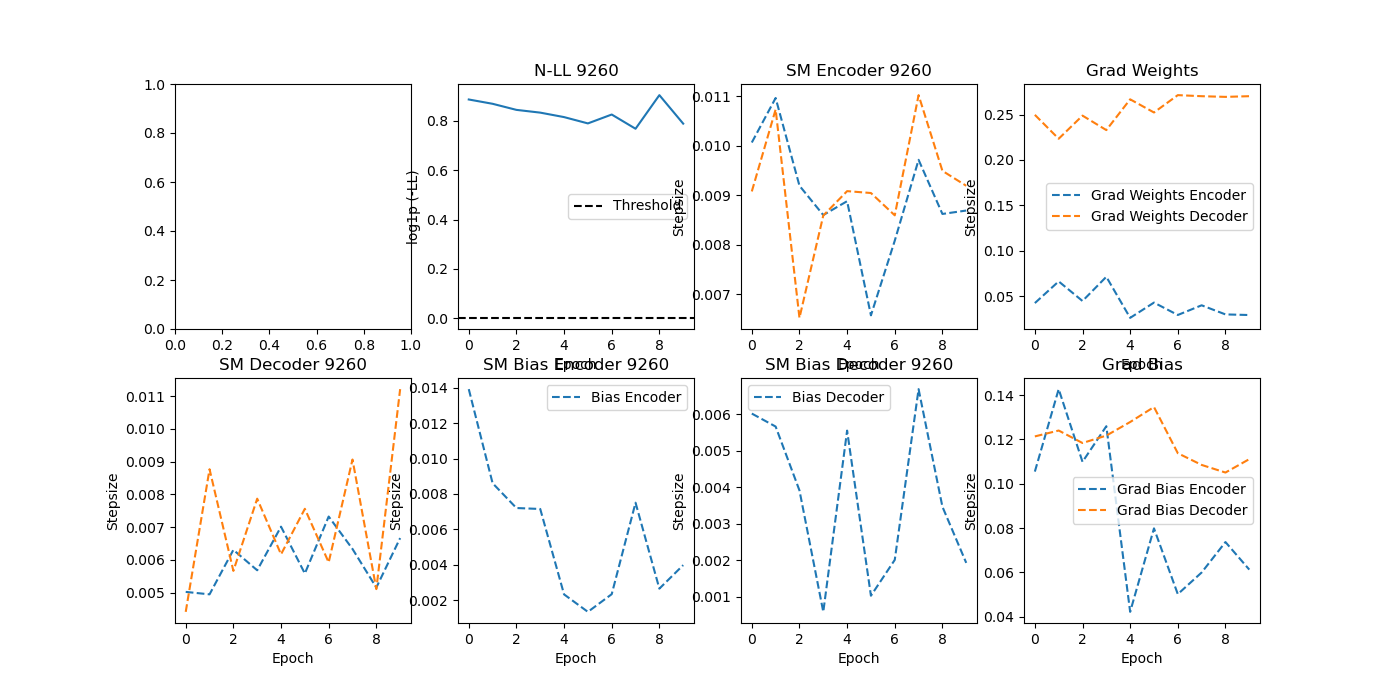 N-LL 9260
SM Encoder 9260
Grad Weights
1.0
0.8
0.6
0.4
0.2
0.0
0.0 0.2 0.4 0.6 0.8 1.0
log1p (-LL)
0.8
0.6
0.4
0.2
0.0
Threshold
0 2 4 6 8
Epoch
Stepsize
0.011
0.010
0.009
0.008
0.007
0 2 4 6 8
Epoch
Stepsize
0.25
0.20
0.15
0.10
0.05
Grad Weights Encoder
Grad Weights Decoder
0 2 4 6 8
Epoch
SM Decoder 9260
SM Bias Encoder 9260
SM Bias Decoder 9260
Grad Bias
Stepsize
0.011
0.010
0.009
0.008
0.007
0.006
0.005
0 2 4 6 8
Epoch
Stepsize
0.014
0.012
0.010
0.008
0.006
0.004
0.002
Bias Encoder
0 2 4 6 8
Epoch
Stepsize
0.006
0.005
0.004
0.003
0.002
0.001
Bias Decoder
0 2 4 6 8
Epoch
Stepsize
0.14
0.12
0.10
0.08
0.06
0.04
Grad Bias Encoder
Grad Bias Decoder
0 2 4 6 8
Epoch